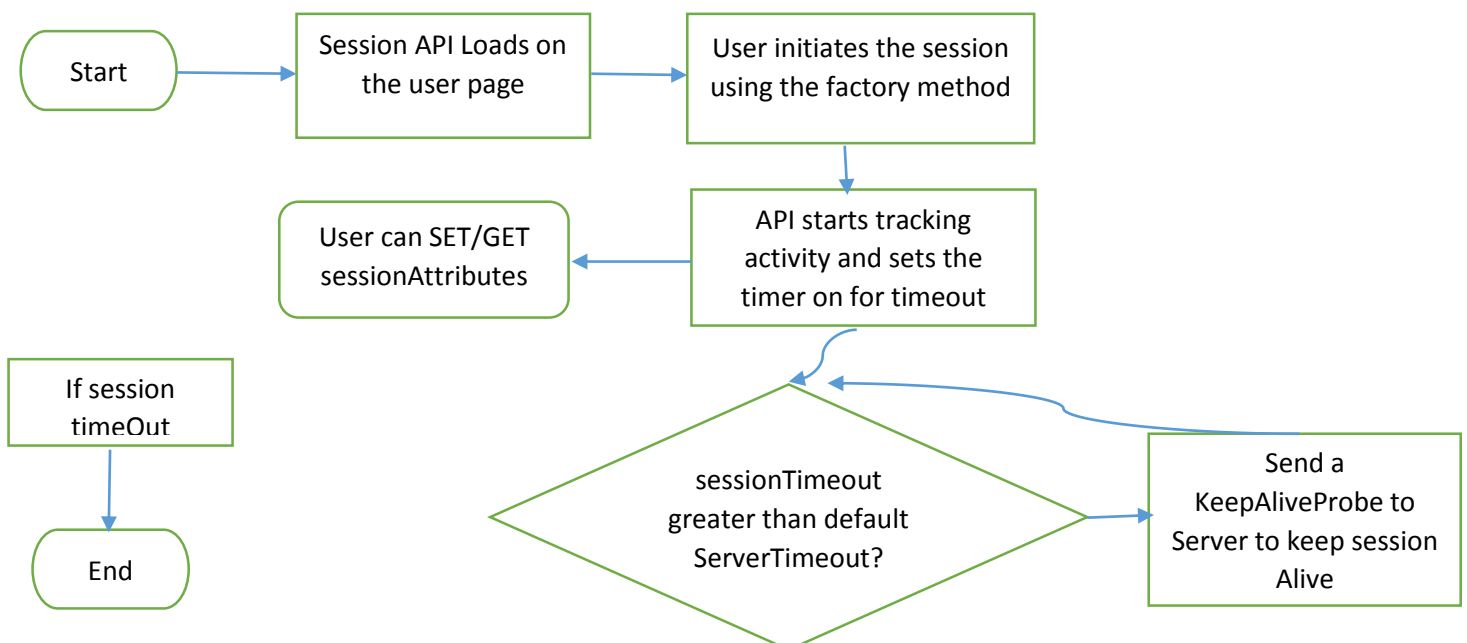 Start
Session API Loads on
the user page
User initiates the session
using the factory method
User can SET/GET
sessionAttributes
API starts tracking
activity and sets the
timer on for timeout
If session
timeOut
End
sessionTimeout
greater than default
ServerTimeout?
Send a
KeepAliveProbe to
Server to keep session
Alive